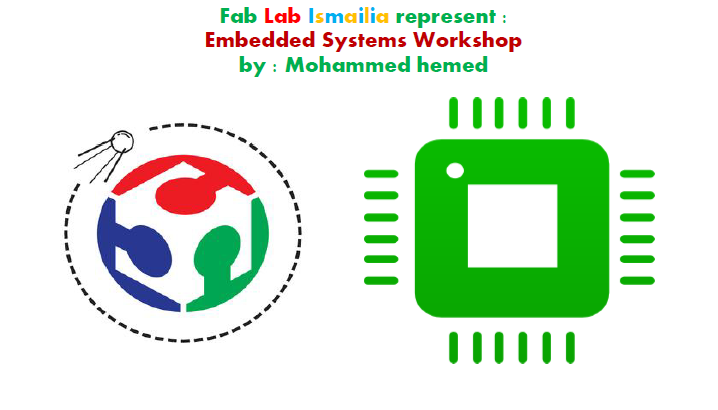 Fab Lab Ismailia represent :
Embedded Systems Workshop
by : Mohammed hemed